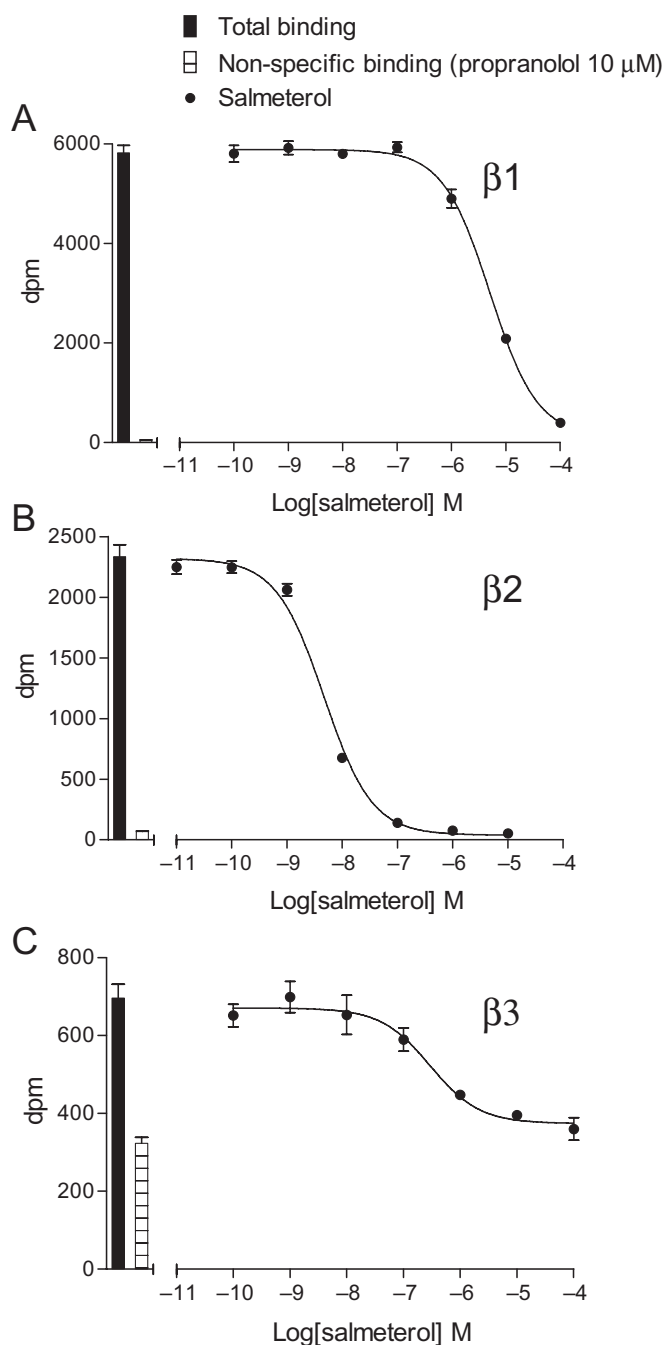 Total binding
Non-specific binding (propranolol 10 μM)
Salmeterol
A
6000
4000
2000
0
dpm
β1
–11 –10 –9 –8 –7 –6 –5 –4
Log[salmeterol] M
B
2500
2000
1500
1000
500
0
dpm
β2
–11 –10 –9 –8 –7 –6 –5 –4
Log[salmeterol] M
C
800
600
400
200
0
dpm
β3
–11 –10 –9 –8 –7 –6 –5 –4
Log[salmeterol] M